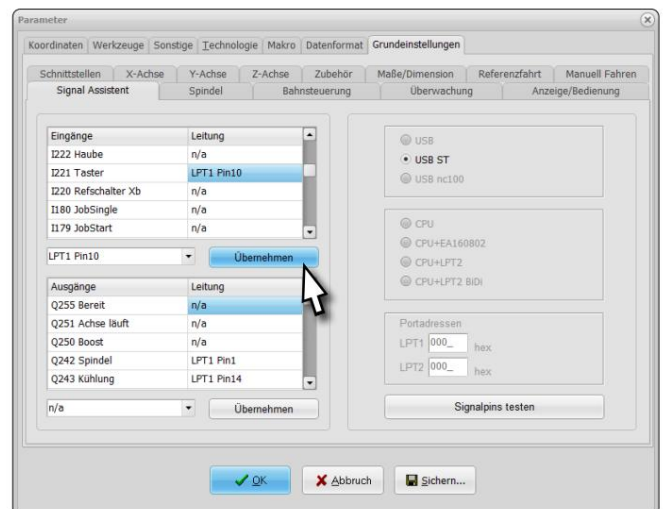 Parameter
Koordinaten Werkzeuge Sonstige Technologie Makro Datenformat Grundeinstellungen
Schnittstellen X-Achse Y-Achse Z-Achse Zubehör Maße/Dimension Referenzfahrt Manuell Fahren
Signal Assistent Spindel Bahnsteuerung Überwachung Anzeige/Bedienung
Eingänge Leitung
I222 Haube n/a
I221 Taster LPT1 Pin10
I220 Refschalter Xb n/a
I180 JobSingle n/a
I179 JobStart n/a
LPT1 Pin10 Übernehmen
Ausgänge Leitung
Q255 Bereit n/a
Q251 Achse läuft n/a
Q250 Boost n/a
Q242 Spindel LPT1 Pin1
Q243 Kühlung LPT1 Pin14
n/a Übernehmen
USB
USB ST
USB nc100
CPU
CPU+EA160802
CPU+LPT2
CPU+LPT2 BiDi
Portadressen
LPT1 000_ hex
LPT2 000_ hex
Signalpins testen
OK Abbruch Sichern...